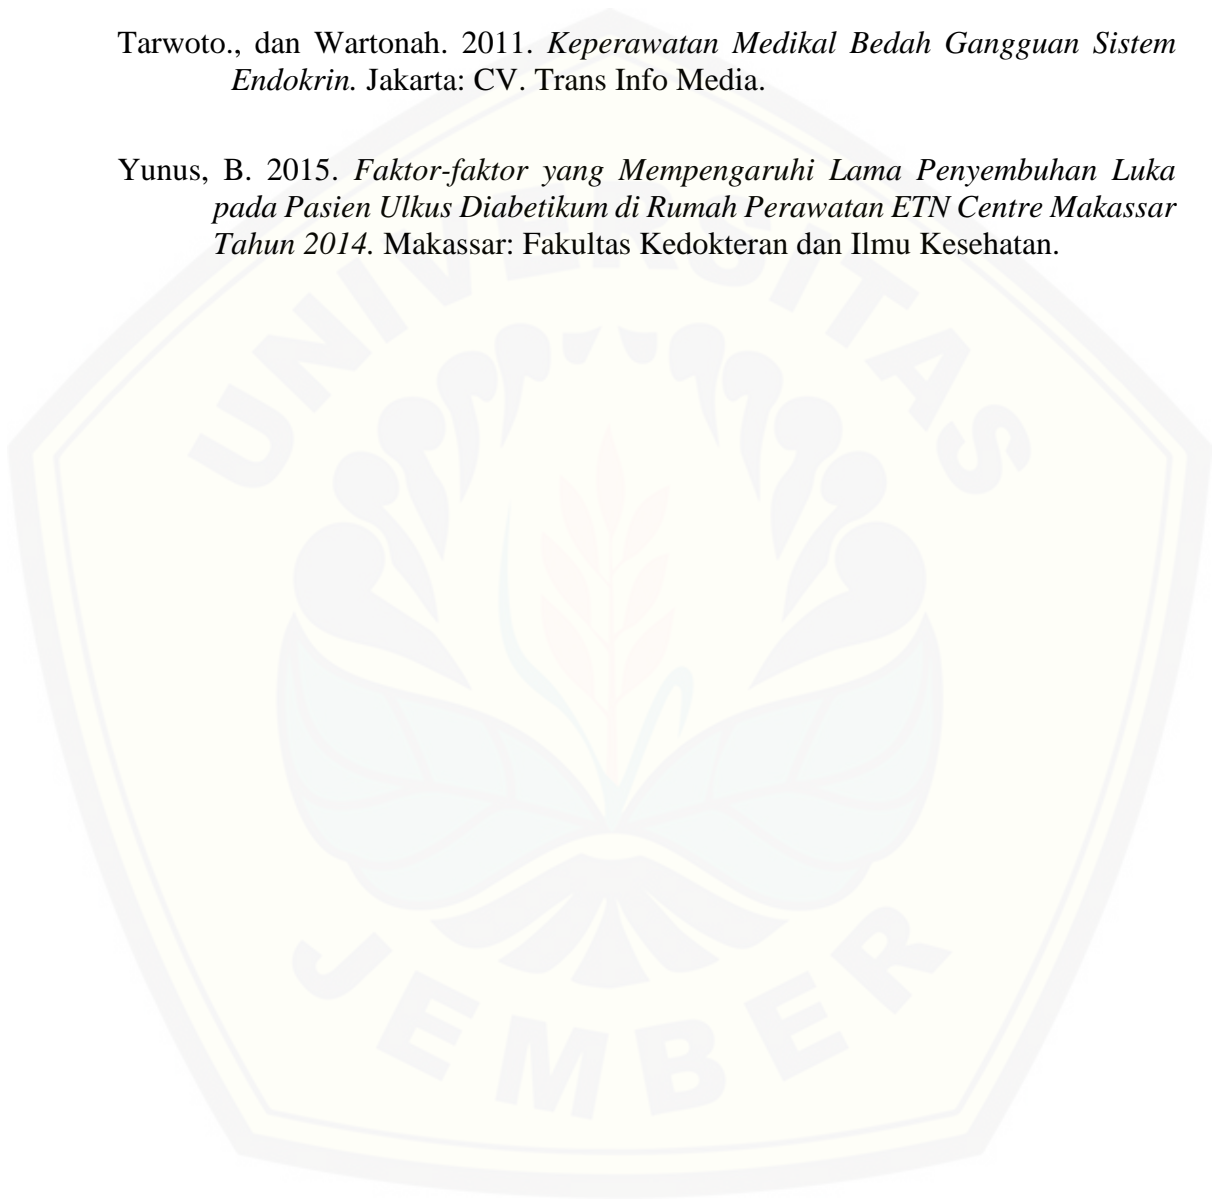 Tarwoto., dan Wartonah. 2011. Keperawatan Medikal Bedah Gangguan Sistem
Endokrin. Jakarta: CV. Trans Info Media.
Yunus, B. 2015. Faktor-faktor yang Mempengaruhi Lama Penyembuhan Luka
pada Pasien Ulkus Diabetikum di Rumah Perawatan ETN Centre Makassar
Tahun 2014. Makassar: Fakultas Kedokteran dan Ilmu Kesehatan.
UNIVERSITAS
JEMBER